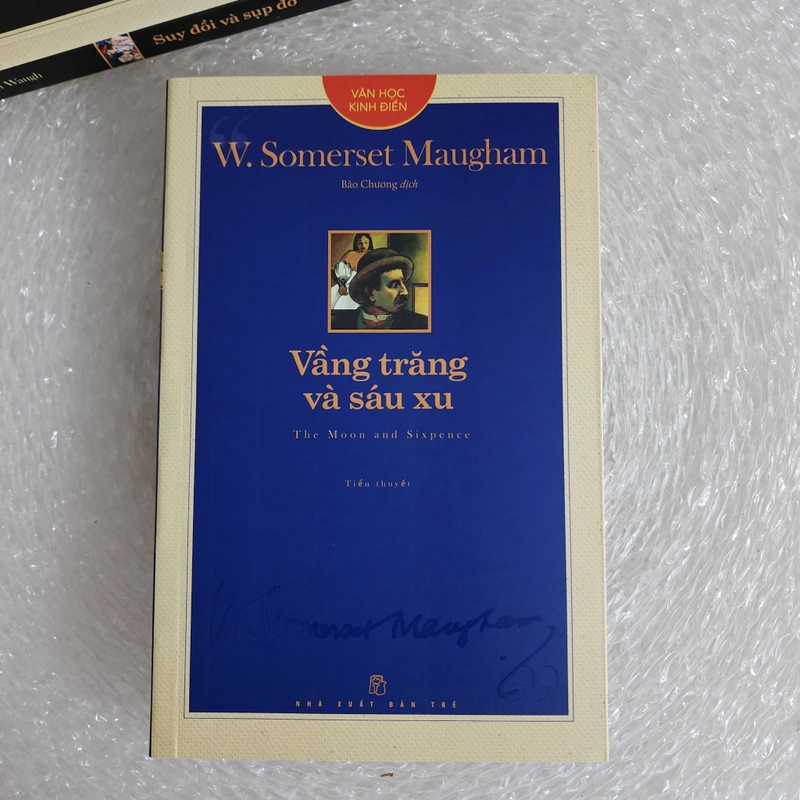 Suy đồi và sụp đổ
Waugh
VĂN HỌC
KINH ĐIỂN
W. Somerset Maugham
Bảo Chương dịch
Vầng trăng
và sáu xu
The Moon and Sixpence
Tiểu thuyết
W. Somerset Maugham
NHÀ XUẤT BẢN TRẺ